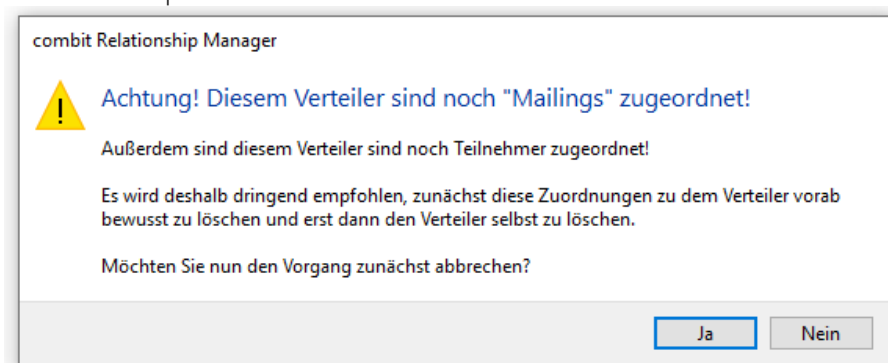 combit Relationship Manager
Achtung! Diesem Verteiler sind noch "Mailings" zugeordnet!
Außerdem sind diesem Verteiler sind noch Teilnehmer zugeordnet!
Es wird deshalb dringend empfohlen, zunächst diese Zuordnungen zu dem Verteiler vorab
bewusst zu löschen und erst dann den Verteiler selbst zu löschen.
Möchten Sie nun den Vorgang zunächst abbrechen?
Ja Nein